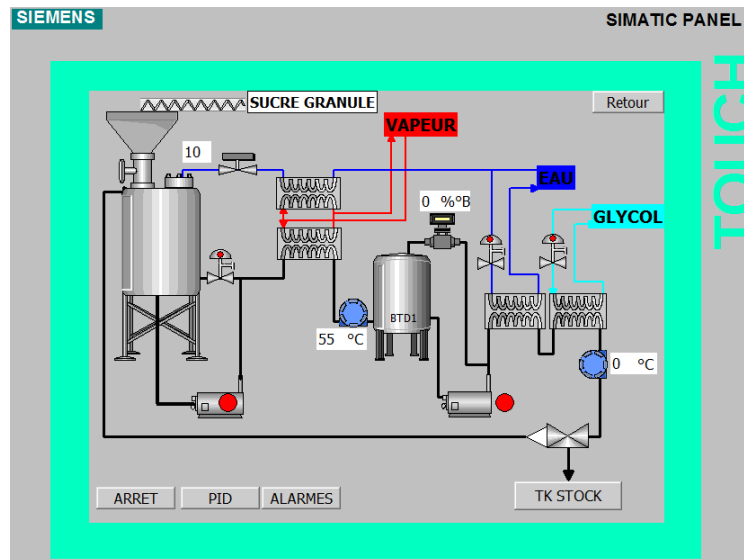 SIEMENS
SIMATIC PANEL
TOUCH
SUCRE GRANULE
Retour
VAPEUR
10
EAU
0 %°B
GLYCOL
BTD1
55 °C
0 °C
ARRET
PID
ALARMES
TK STOCK